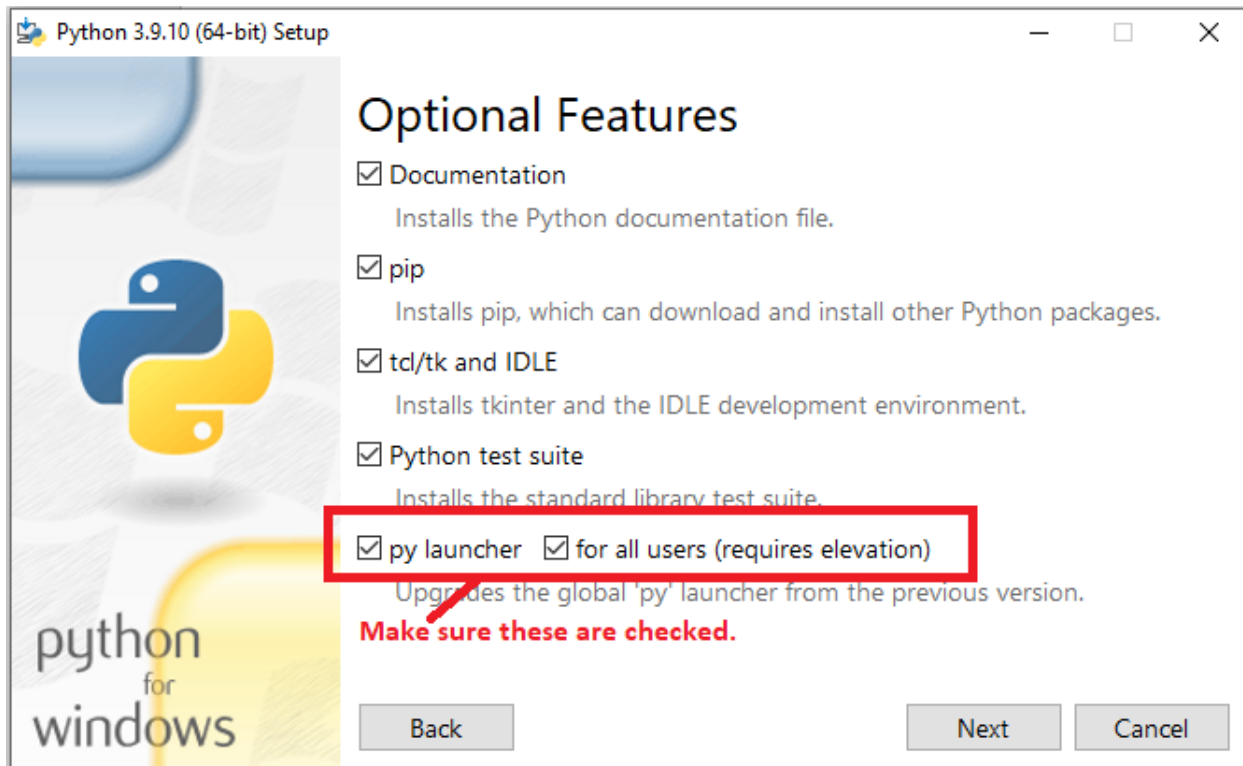 Python 3.9.10 (64-bit) Setup
Optional Features
Documentation
Installs the Python documentation file.
pip
Installs pip, which can download and install other Python packages.
tcl/tk and IDLE
Installs tkinter and the IDLE development environment.
Python test suite
Installs the standard library test suite.
py launcher for all users (requires elevation)
Upgrades the global 'py' launcher from the previous version.
Make sure these are checked.
python
for
windows
Back Next Cancel